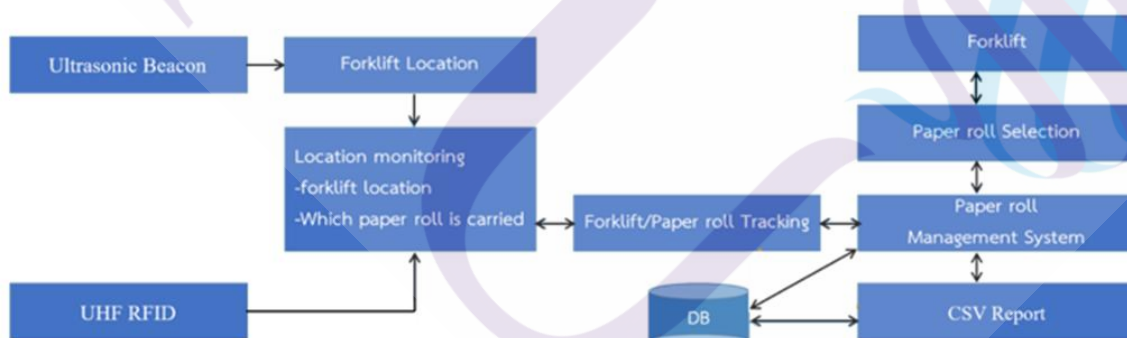 Ultrasonic Beacon
Forklift Location
Forklift
Paper roll Selection
Location monitoring
-forklift location
-Which paper roll is carried
Forklift/Paper roll Tracking
Paper roll
Management System
UHF RFID
DB
CSV Report